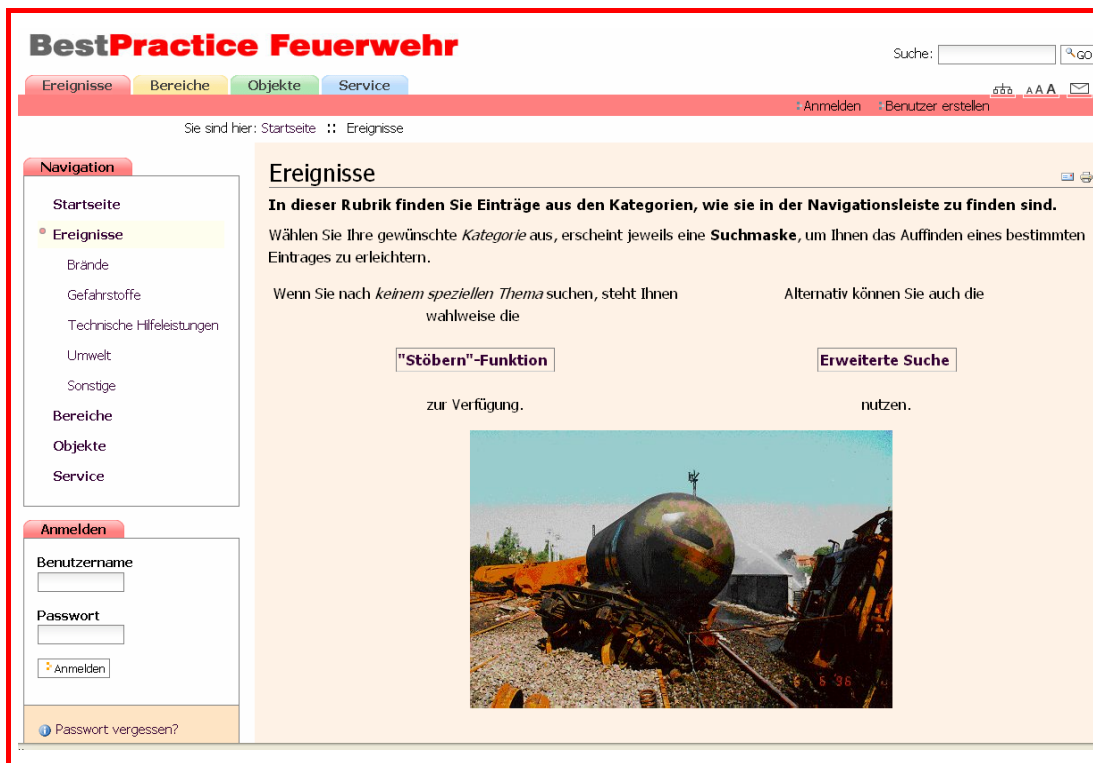 BestPractice Feuerwehr
Suche:
GO
Ereignisse
Bereiche
Objekte
Service
A A A
Anmelden
Benutzer erstellen
Sie sind hier: Startseite :: Ereignisse
Navigation
Startseite
Ereignisse
Brände
Gefahrstoffe
Technische Hilfeleistungen
Umwelt
Sonstige
Bereiche
Objekte
Service
Anmelden
Benutzername
Passwort
Anmelden
Passwort vergessen?
Ereignisse
In dieser Rubrik finden Sie Einträge aus den Kategorien, wie sie in der Navigationsleiste zu finden sind.
Wählen Sie Ihre gewünschte Kategorie aus, erscheint jeweils eine Suchmaske, um Ihnen das Auffinden eines bestimmten
Eintrages zu erleichtern.
Wenn Sie nach keinem speziellen Thema suchen, steht Ihnen
wahlweise die
"Stöbern"-Funktion
zur Verfügung.
Alternativ können Sie auch die
Erweiterte Suche
nutzen.